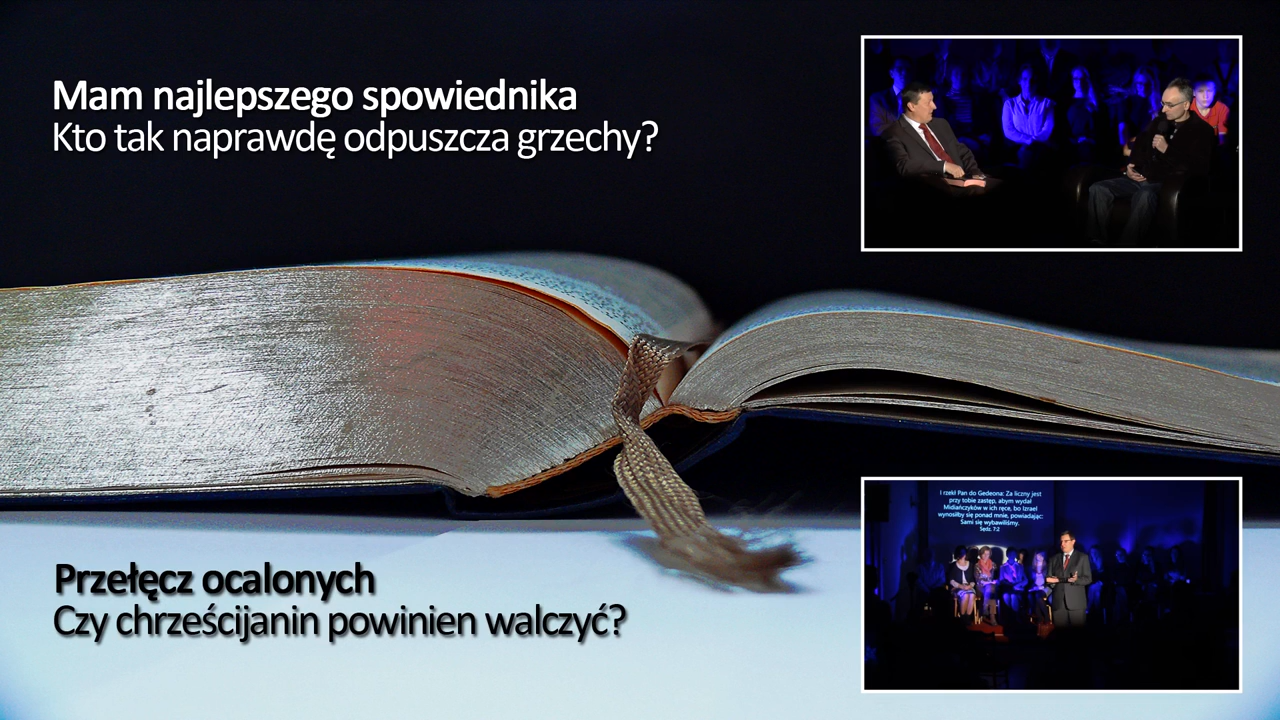 Mam najlepszego spowiednika
Kto tak naprawdę odpuszcza grzechy?
I rzekł Pan do Gedeona: Za liczny jest
przy tobie zastęp, abym wydał
Midiańczyków w ich ręce, bo Izrael
wynosiłby się ponad mnie, powiadając:
Sami się wybawiliśmy.
Sędz. 7:2
Przełęcz ocalonych
Czy chrześcijanin powinien walczyć?